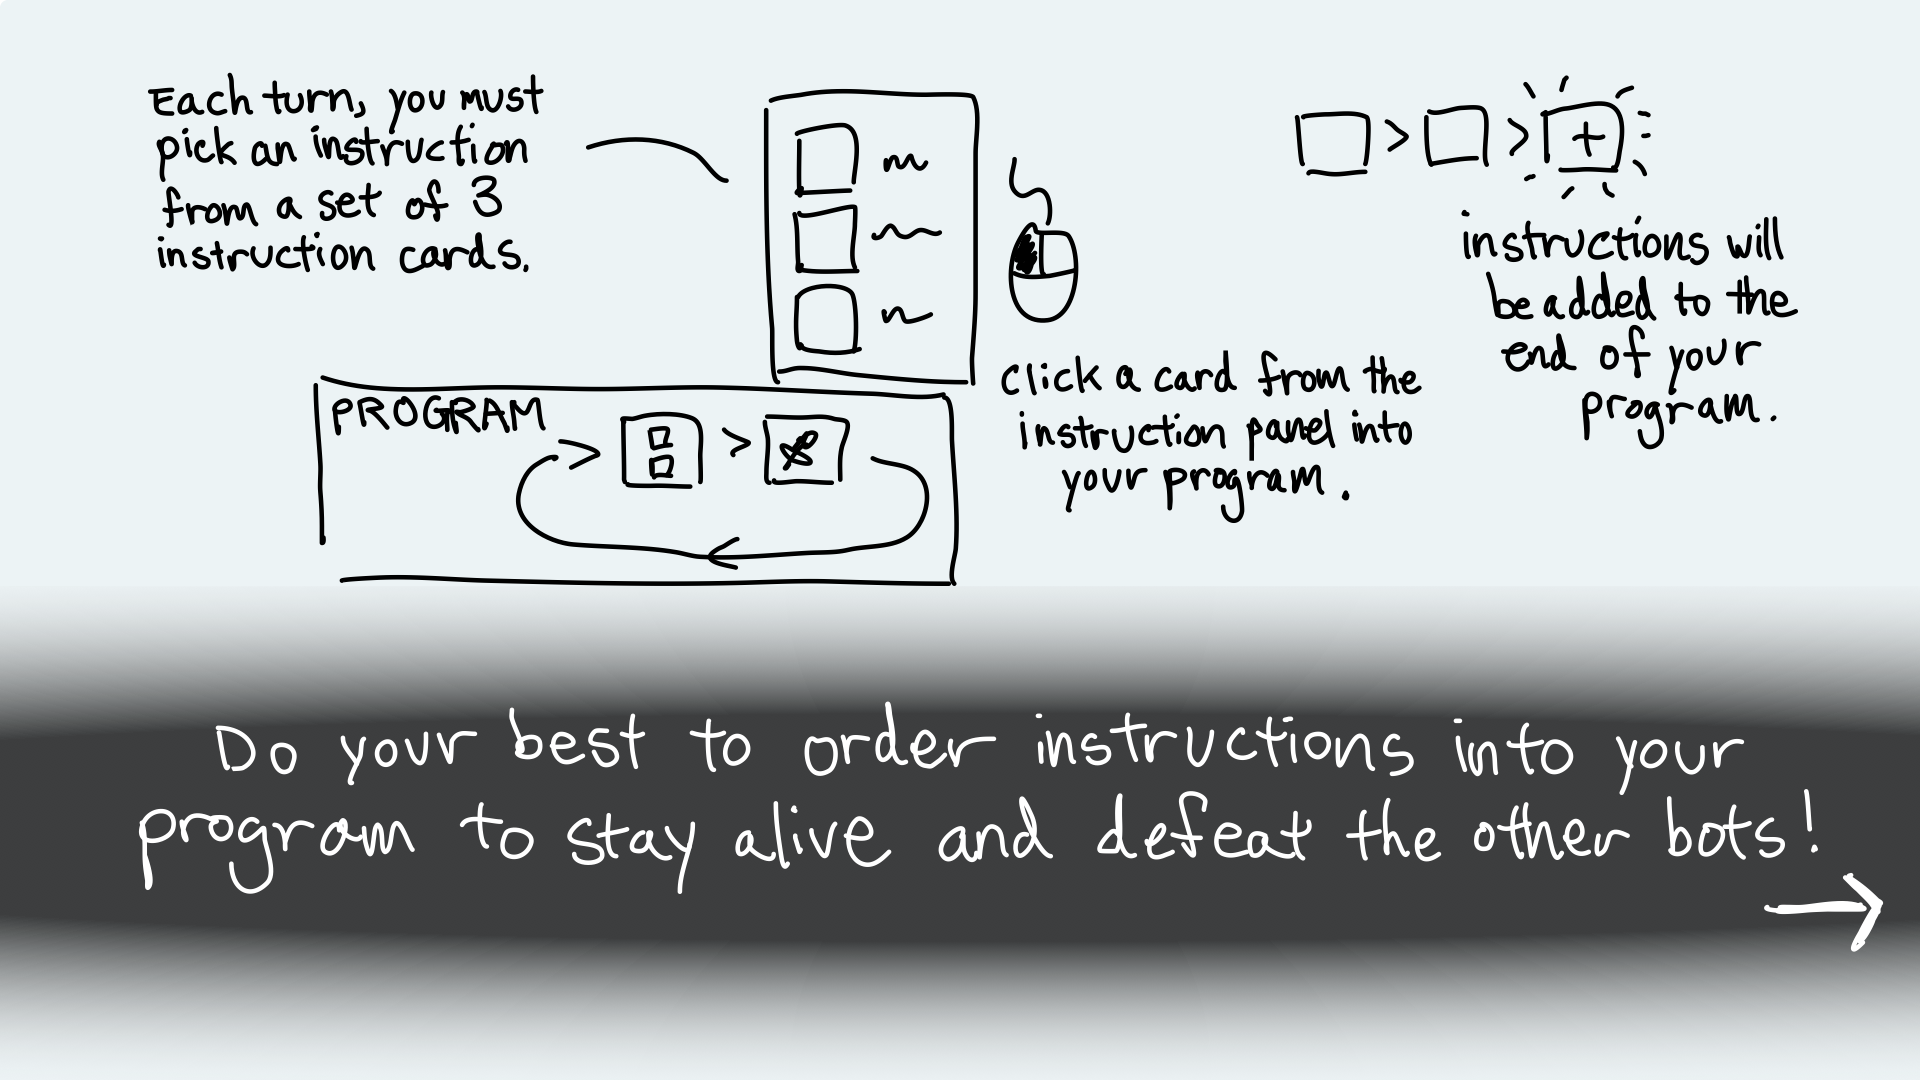 Each turn, you must
pick an instruction
from a set of 3
instruction cards.
PROGRAM
click a card from the
instruction panel into
your program.
instructions will
be added to the
end of your
program.
Do your best to order instructions into your
program to stay alive and defeat the other bots!